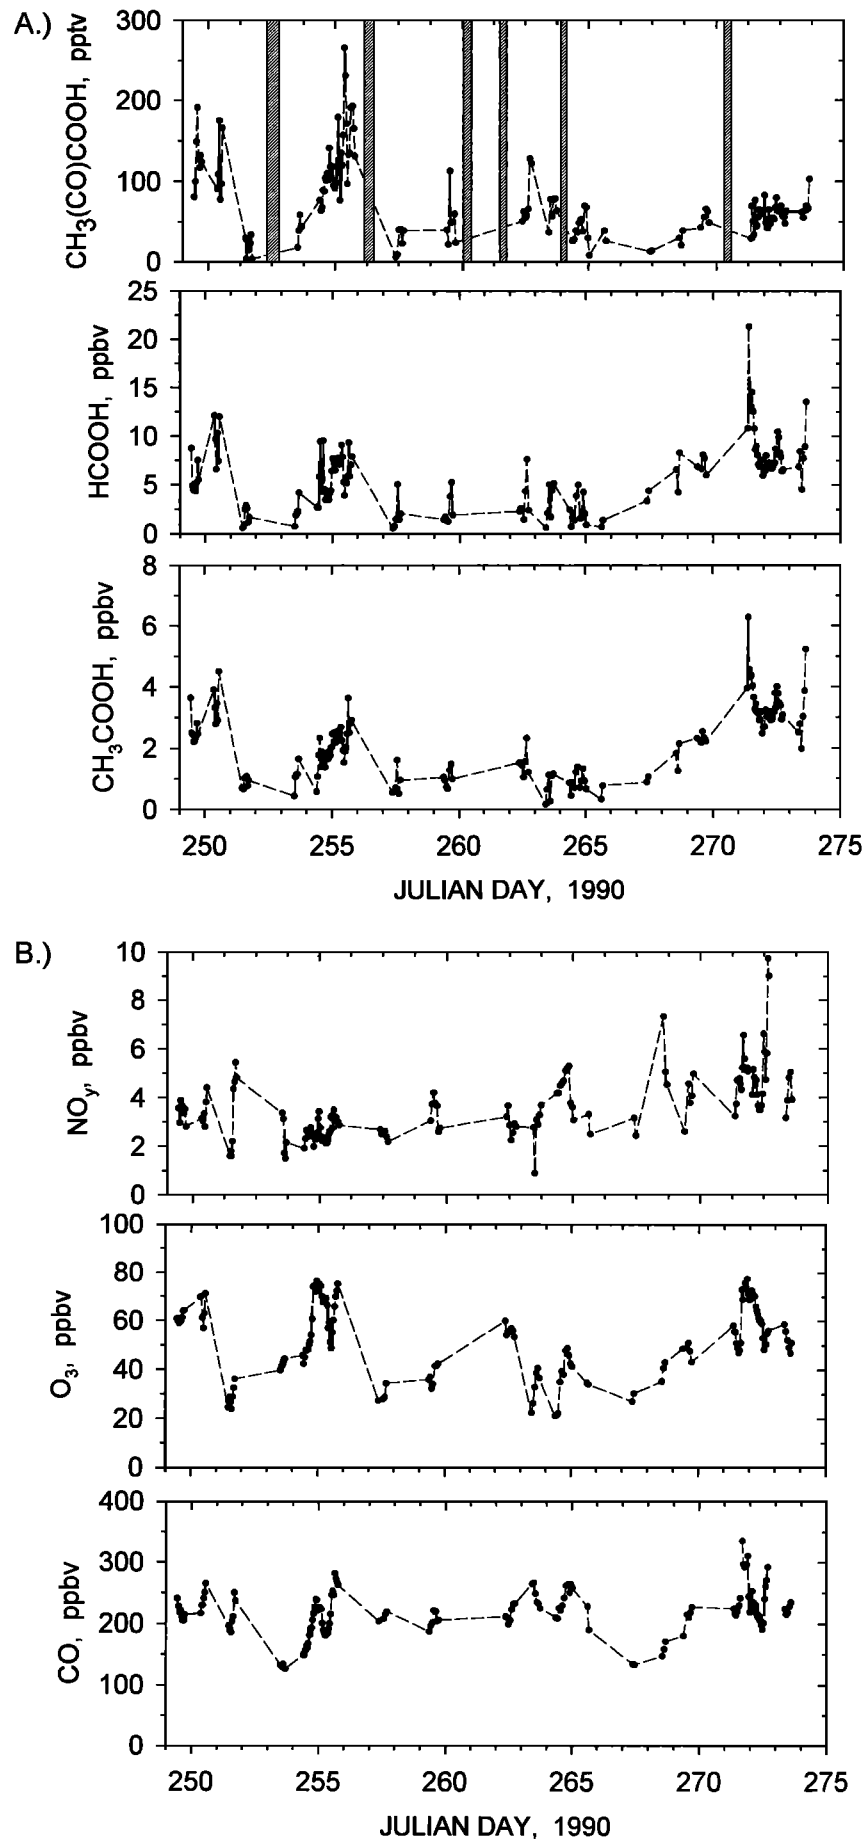 A.)
CH3(CO)COOH, pptv
300
200
100
0
HCOOH, ppbv
25
20
15
10
5
0
CH3COOH, ppbv
8
6
4
2
0
250 255 260 265 270 275
JULIAN DAY, 1990
B.)
NOy, ppbv
10
8
6
4
2
0
O3, ppbv
100
80
60
40
20
0
CO, ppbv
400
300
200
100
0
250 255 260 265 270 275
JULIAN DAY, 1990